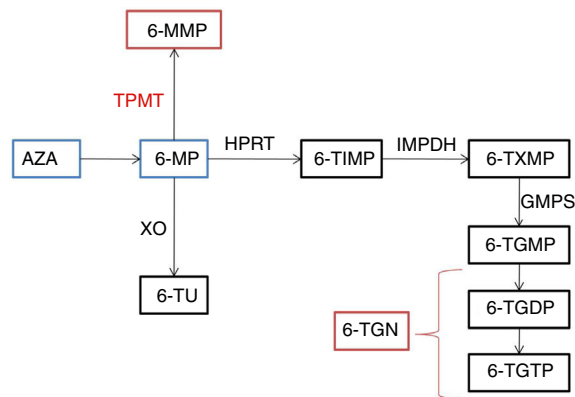 6-MMP
TPMT
AZA
6-MP
HPRT
6-TIMP
IMPDH
6-TXMP
GMPS
XO
6-TGMP
6-TU
6-TGDP
6-TGN
6-TGTP